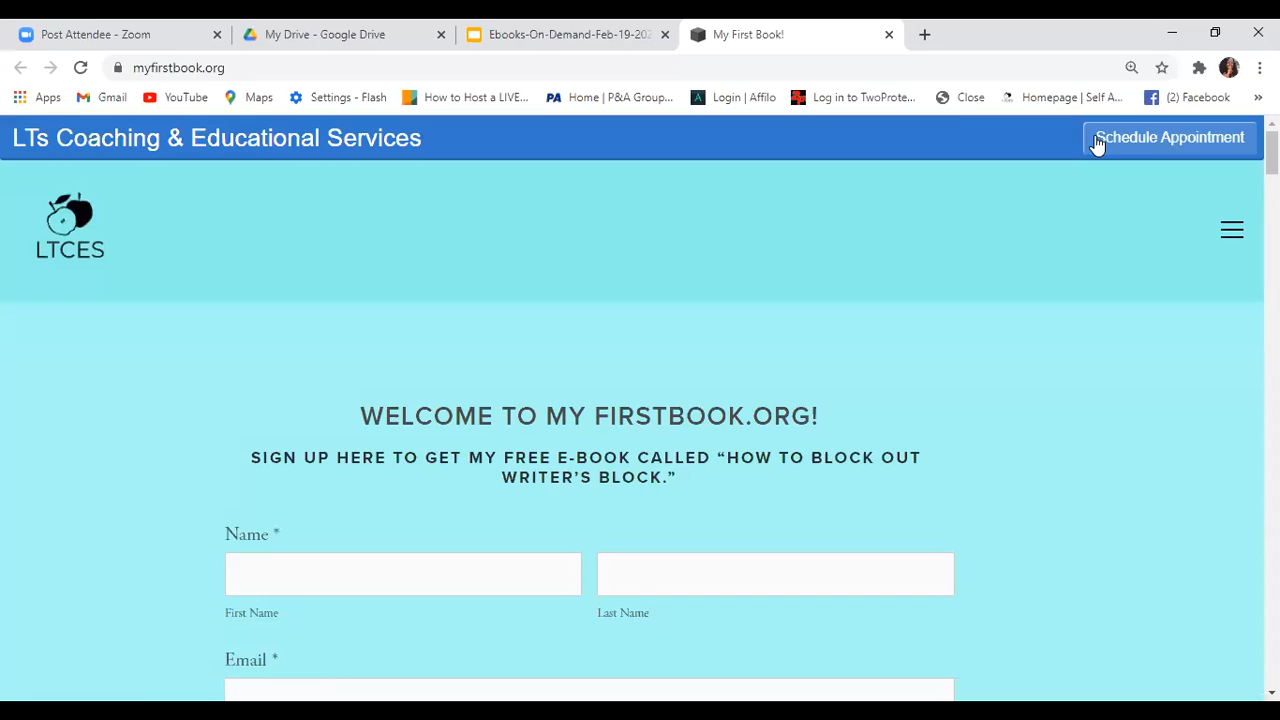 Post Attendee - Zoom
My Drive - Google Drive
Ebooks-On-Demand-Feb-19-202
My First Book!
myfirstbook.org
Apps
Gmail
YouTube
Maps
Settings - Flash
How to Host a LIVE...
PA Home | P&A Group...
A Login | Affilo
Log in to TwoProte...
Close
Homepage | Self A...
(2) Facebook
LTs Coaching & Educational Services
Schedule Appointment
LTCES
WELCOME TO MY FIRSTBOOK.ORG!
SIGN UP HERE TO GET MY FREE E-BOOK CALLED “HOW TO BLOCK OUT
WRITER’S BLOCK.”
Name *
First Name
Last Name
Email *